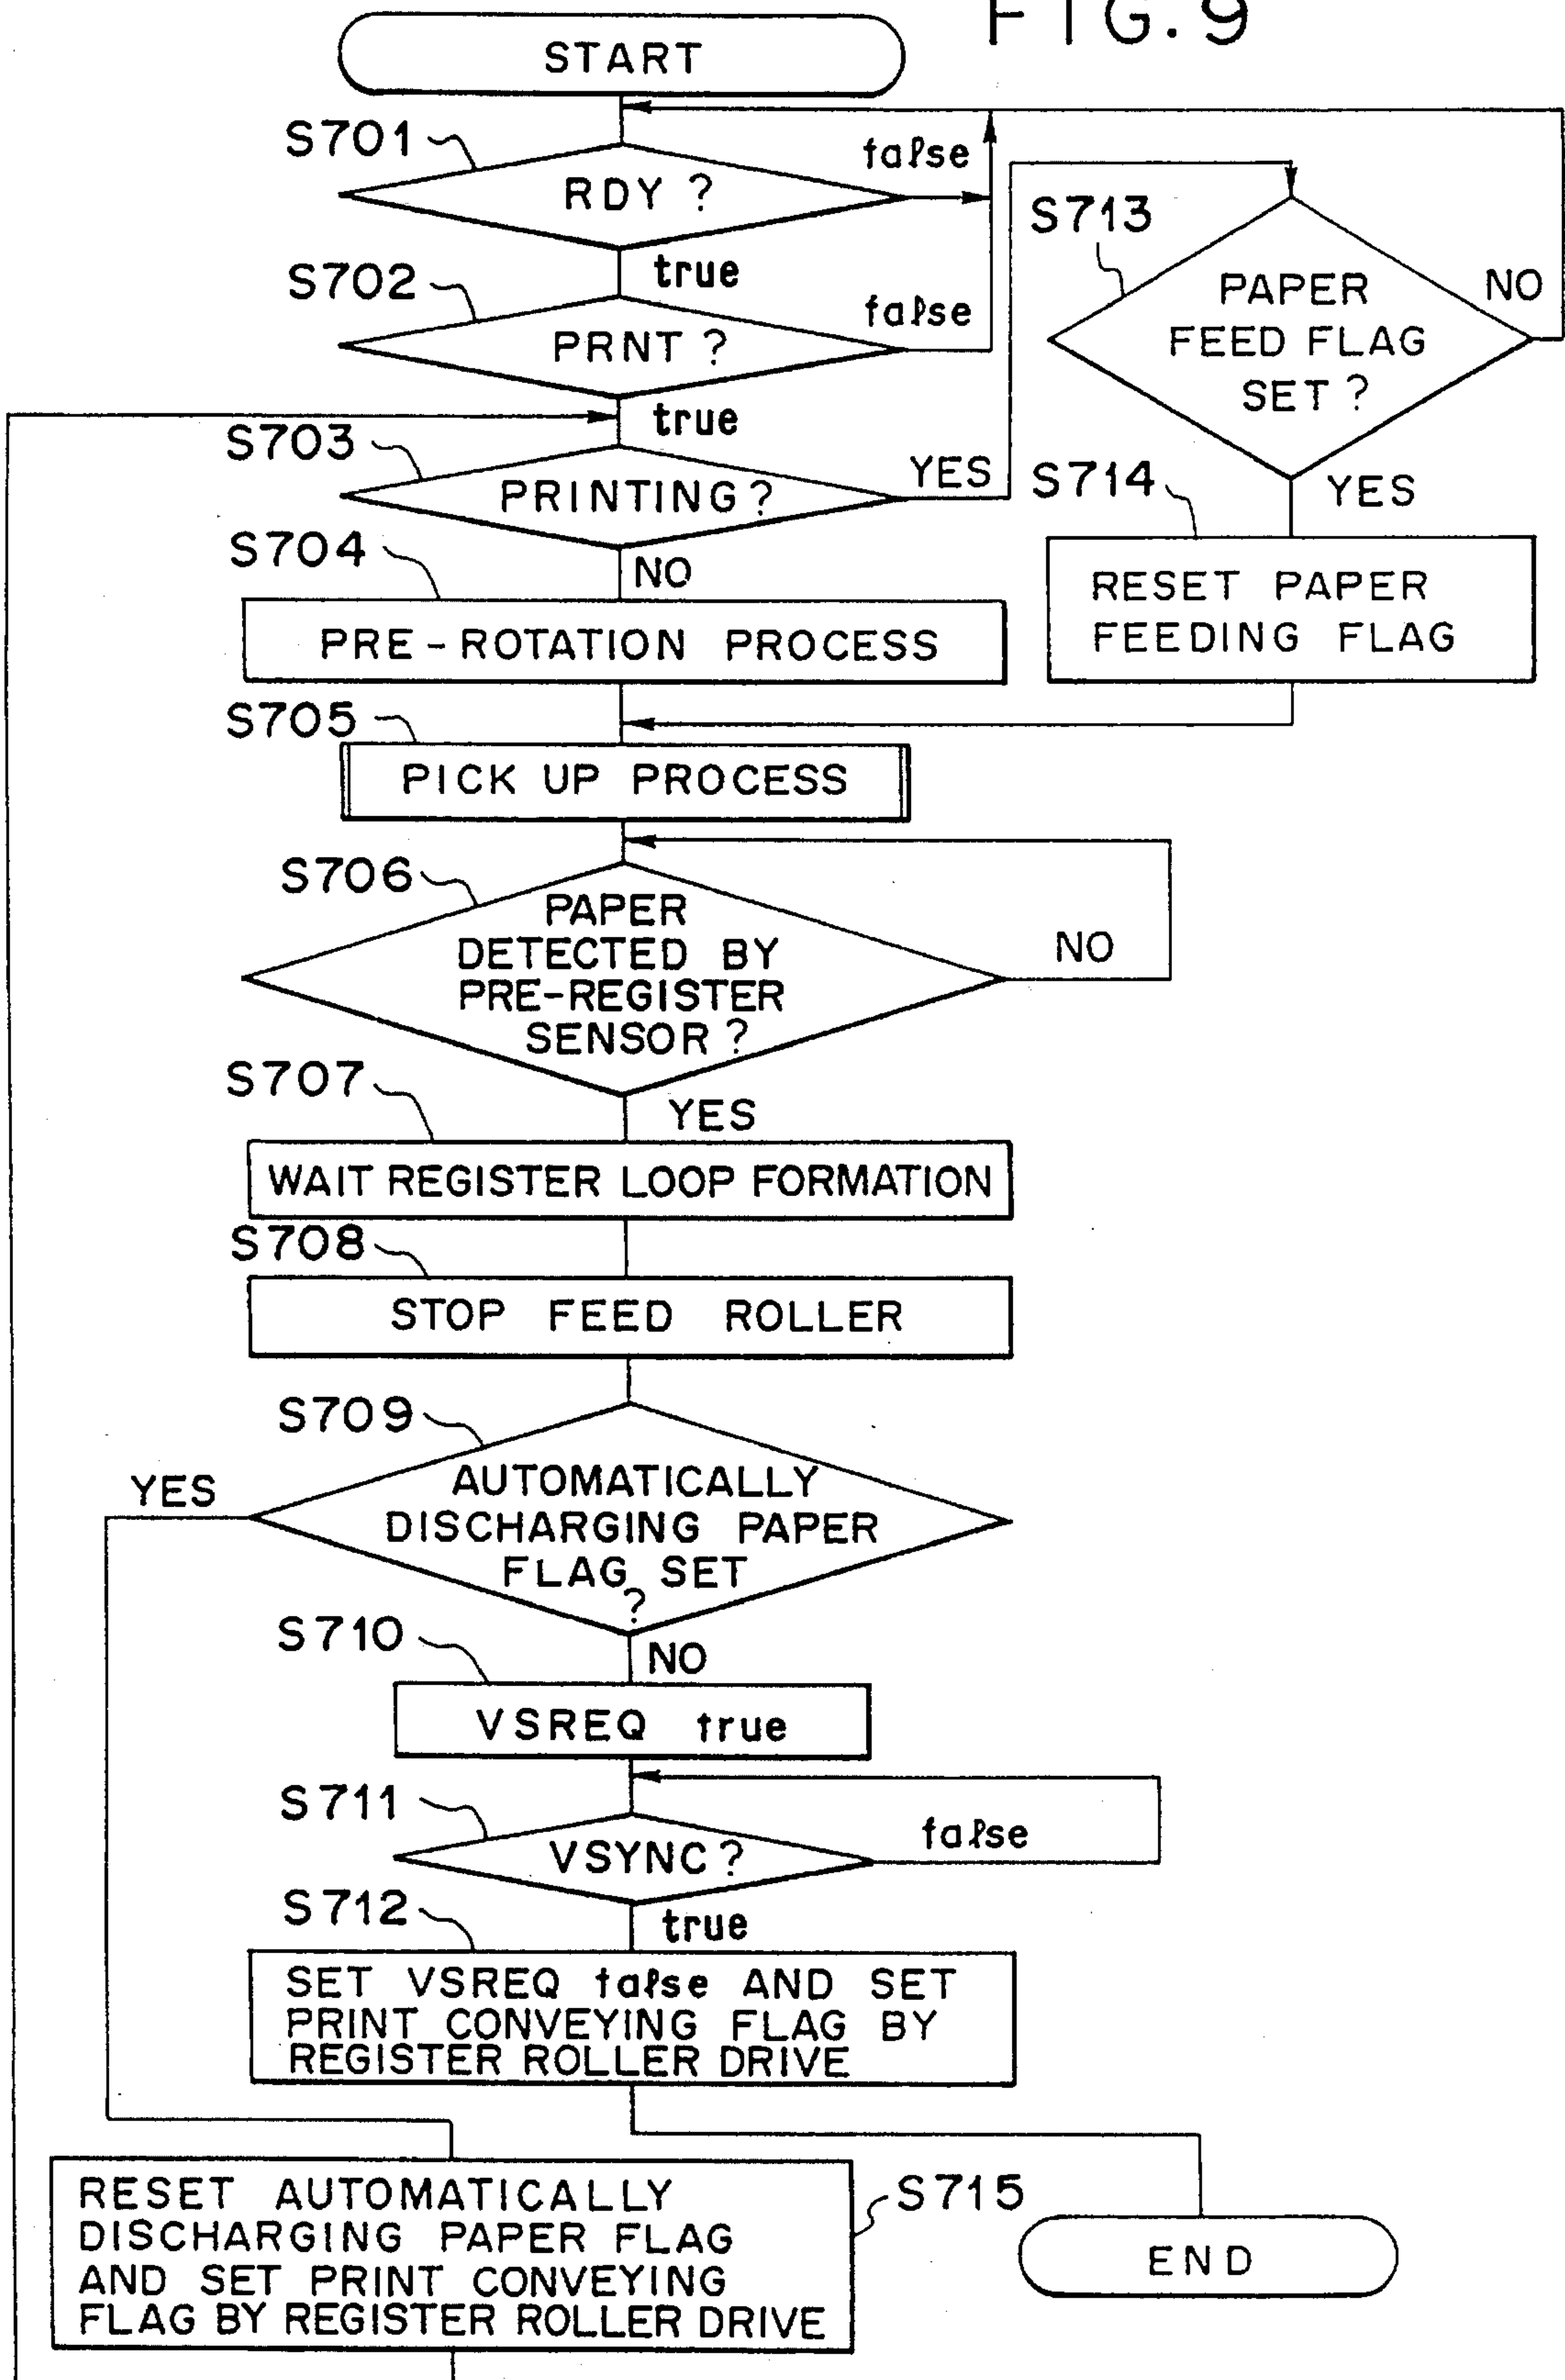 FIG. 9
START
S701
RDY ?
false
true
S702
PRNT ?
false
true
S703
PRINTING ?
YES
NO
S713
PAPER
FEED FLAG
SET ?
NO
YES
S714
RESET PAPER
FEEDING FLAG
S704
PRE-ROTATION PROCESS
S705
PICK UP PROCESS
S706
PAPER
DETECTED BY
PRE-REGISTER
SENSOR ?
NO
YES
S707
WAIT REGISTER LOOP FORMATION
S708
STOP FEED ROLLER
S709
AUTOMATICALLY
DISCHARGING PAPER
FLAG SET
?
YES
NO
S710
VSREQ true
S711
VSYNC ?
false
true
S712
SET VSREQ false AND SET
PRINT CONVEYING FLAG BY
REGISTER ROLLER DRIVE
S715
RESET AUTOMATICALLY
DISCHARGING PAPER FLAG
AND SET PRINT CONVEYING
FLAG BY REGISTER ROLLER DRIVE
END